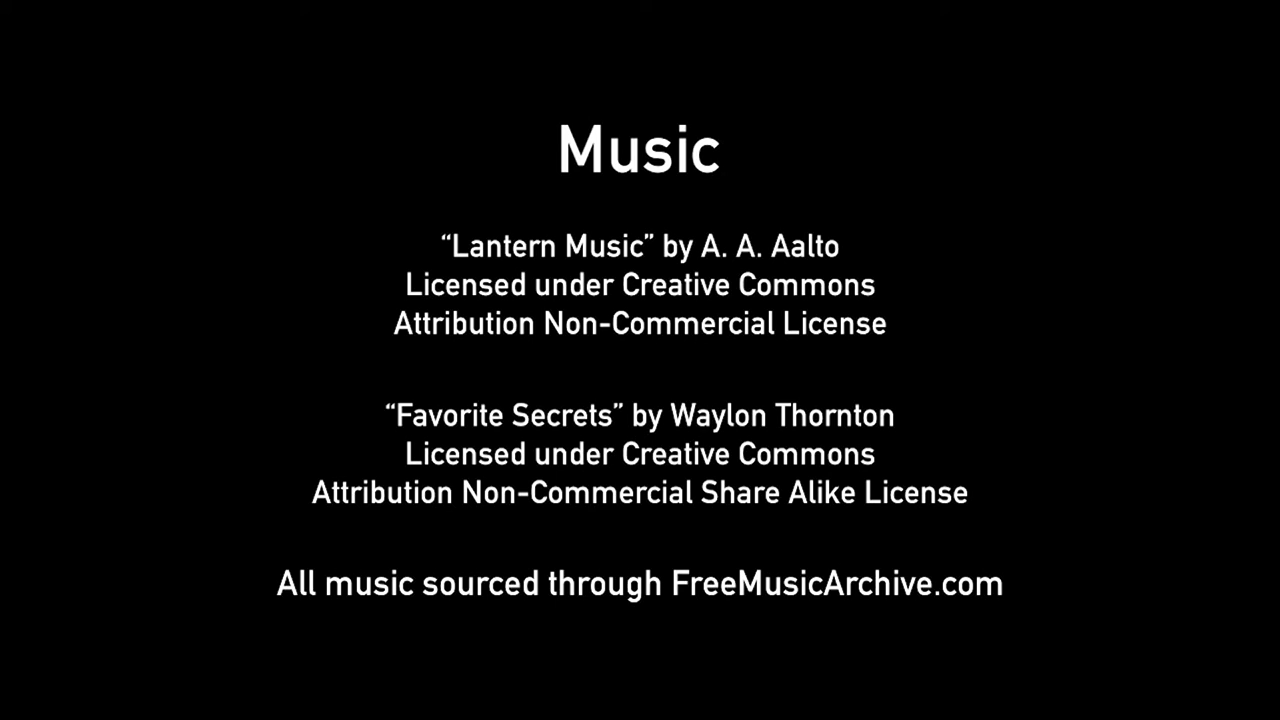 Music
“Lantern Music” by A. A. Aalto
Licensed under Creative Commons
Attribution Non-Commercial License
“Favorite Secrets” by Waylon Thornton
Licensed under Creative Commons
Attribution Non-Commercial Share Alike License
All music sourced through FreeMusicArchive.com